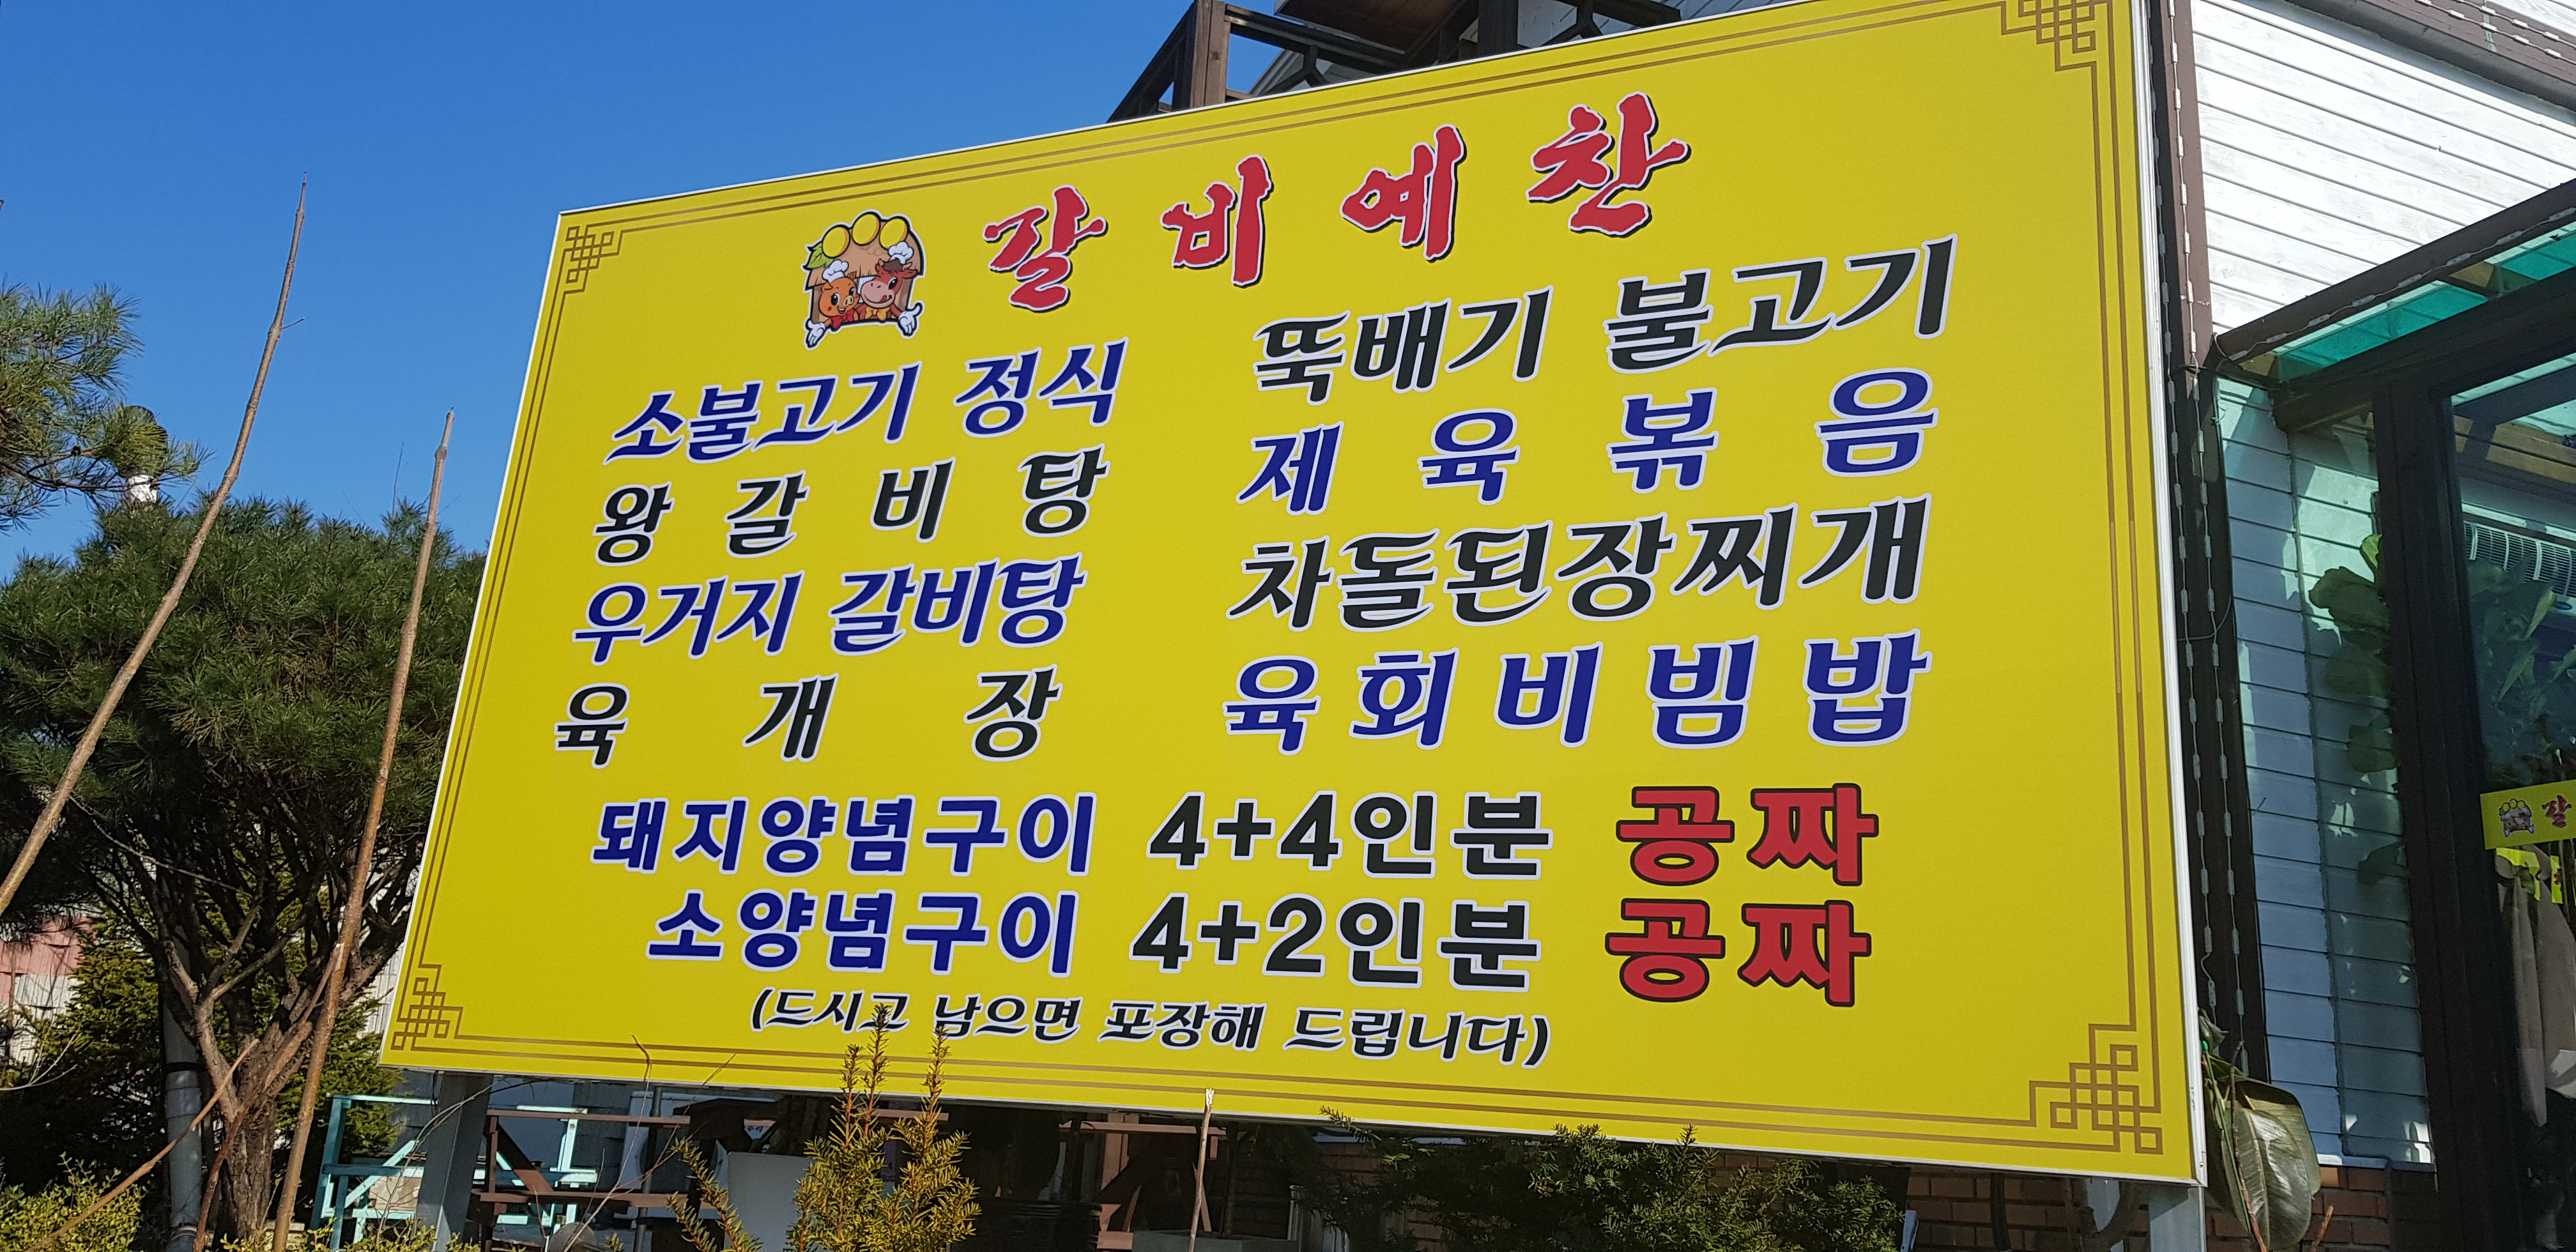 갈비예찬
소불고기 정식 뚝배기 불고기
왕갈비탕 제육볶음
우거지 갈비탕 차돌된장찌개
육개장 육회비빔밥
돼지양념구이 4+4인분 공짜
소양념구이 4+2인분 공짜
(드시고 남으면 포장해 드립니다)
갈